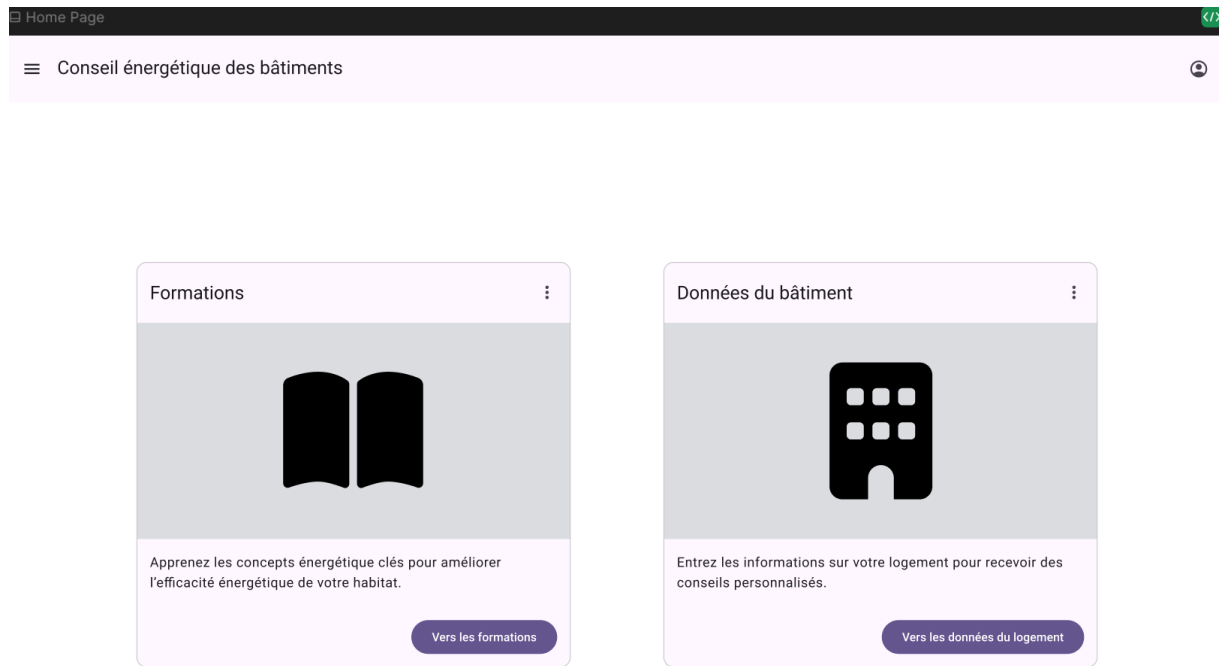 Home Page
</>
Conseil énergétique des bâtiments
Formations
Apprenez les concepts énergétique clés pour améliorer
l'efficacité énergétique de votre habitat.
Vers les formations
Données du bâtiment
Entrez les informations sur votre logement pour recevoir des
conseils personnalisés.
Vers les données du logement